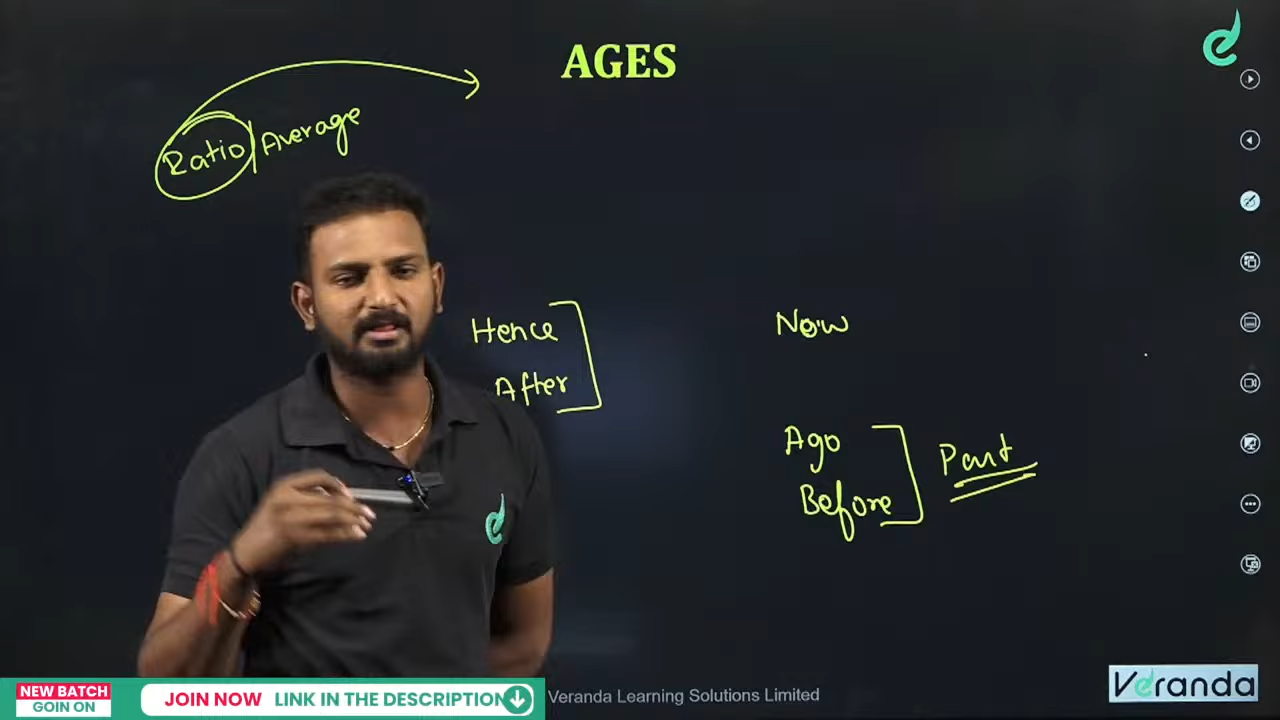 AGES
Ratio | Average
Hence
Now
After
Ago
Before
Past
NEW BATCH
GOIN ON
JOIN NOW LINK IN THE DESCRIPTION
Veranda Learning Solutions Limited
Veranda